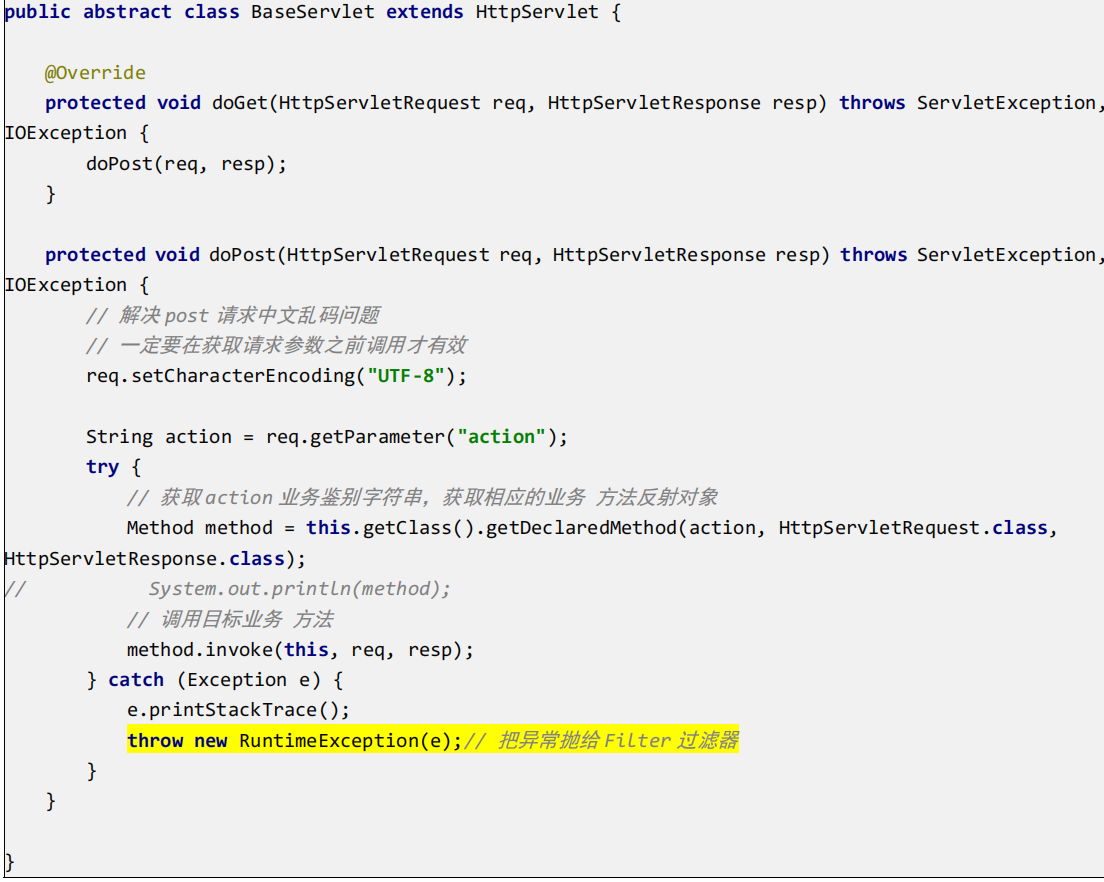 public abstract class BaseServlet extends HttpServlet {
@Override
protected void doGet(HttpServletRequest req, HttpServletResponse resp) throws ServletException,
IOException {
doPost(req, resp);
}
protected void doPost(HttpServletRequest req, HttpServletResponse resp) throws ServletException,
IOException {
// 解决 post 请求中文乱码问题
// 一定要在获取请求参数之前调用才有效
req.setCharacterEncoding("UTF-8");
String action = req.getParameter("action");
try {
// 获取 action 业务鉴别字符串，获取相应的业务 方法反射对象
Method method = this.getClass().getDeclaredMethod(action, HttpServletRequest.class,
HttpServletResponse.class);
// System.out.println(method);
// 调用目标业务 方法
method.invoke(this, req, resp);
} catch (Exception e) {
e.printStackTrace();
throw new RuntimeException(e);// 把异常抛给 Filter 过滤器
}
}
}